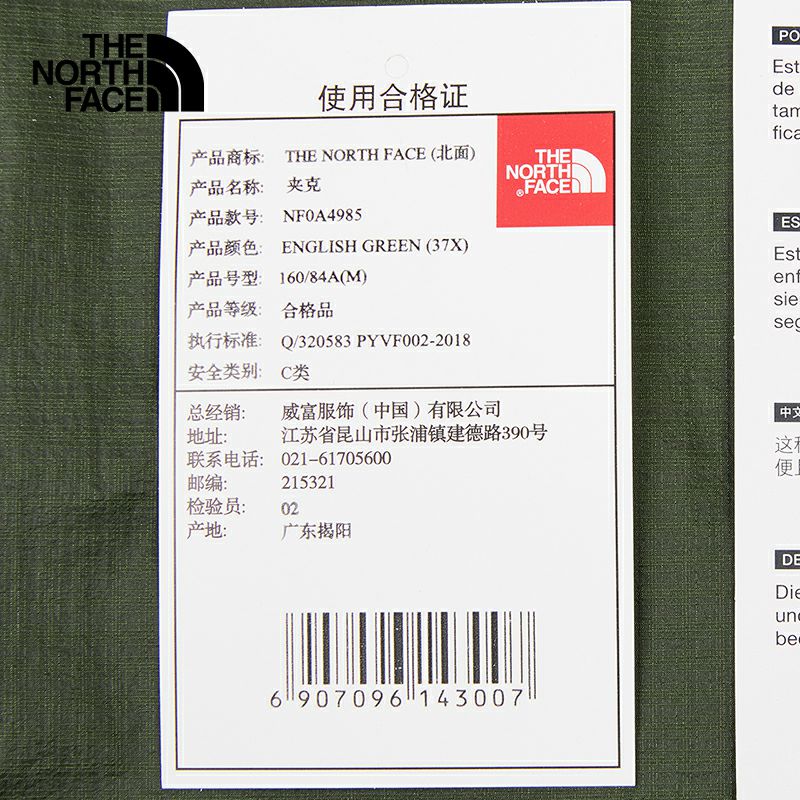 THE
NORTH
FACE
使用合格证
THE
NORTH
FACE
®
产品商标: THE NORTH FACE (北面)
产品名称: 夹克
产品款号: NF0A4985
产品颜色: ENGLISH GREEN (37X)
产品号型: 160/84A(M)
产品等级: 合格品
执行标准: Q/320583 PYVF002-2018
安全类别: C类
总经销: 威富服饰（中国）有限公司
地址: 江苏省昆山市张浦镇建德路390号
联系电话: 021-61705600
邮编: 215321
检验员: 02
产地: 广东揭阳
6 907096 143007
PO
Est
de
tam
fica
ES
Est
enf
sie
seg
中文
这种
便且
DE
Die
und
bee